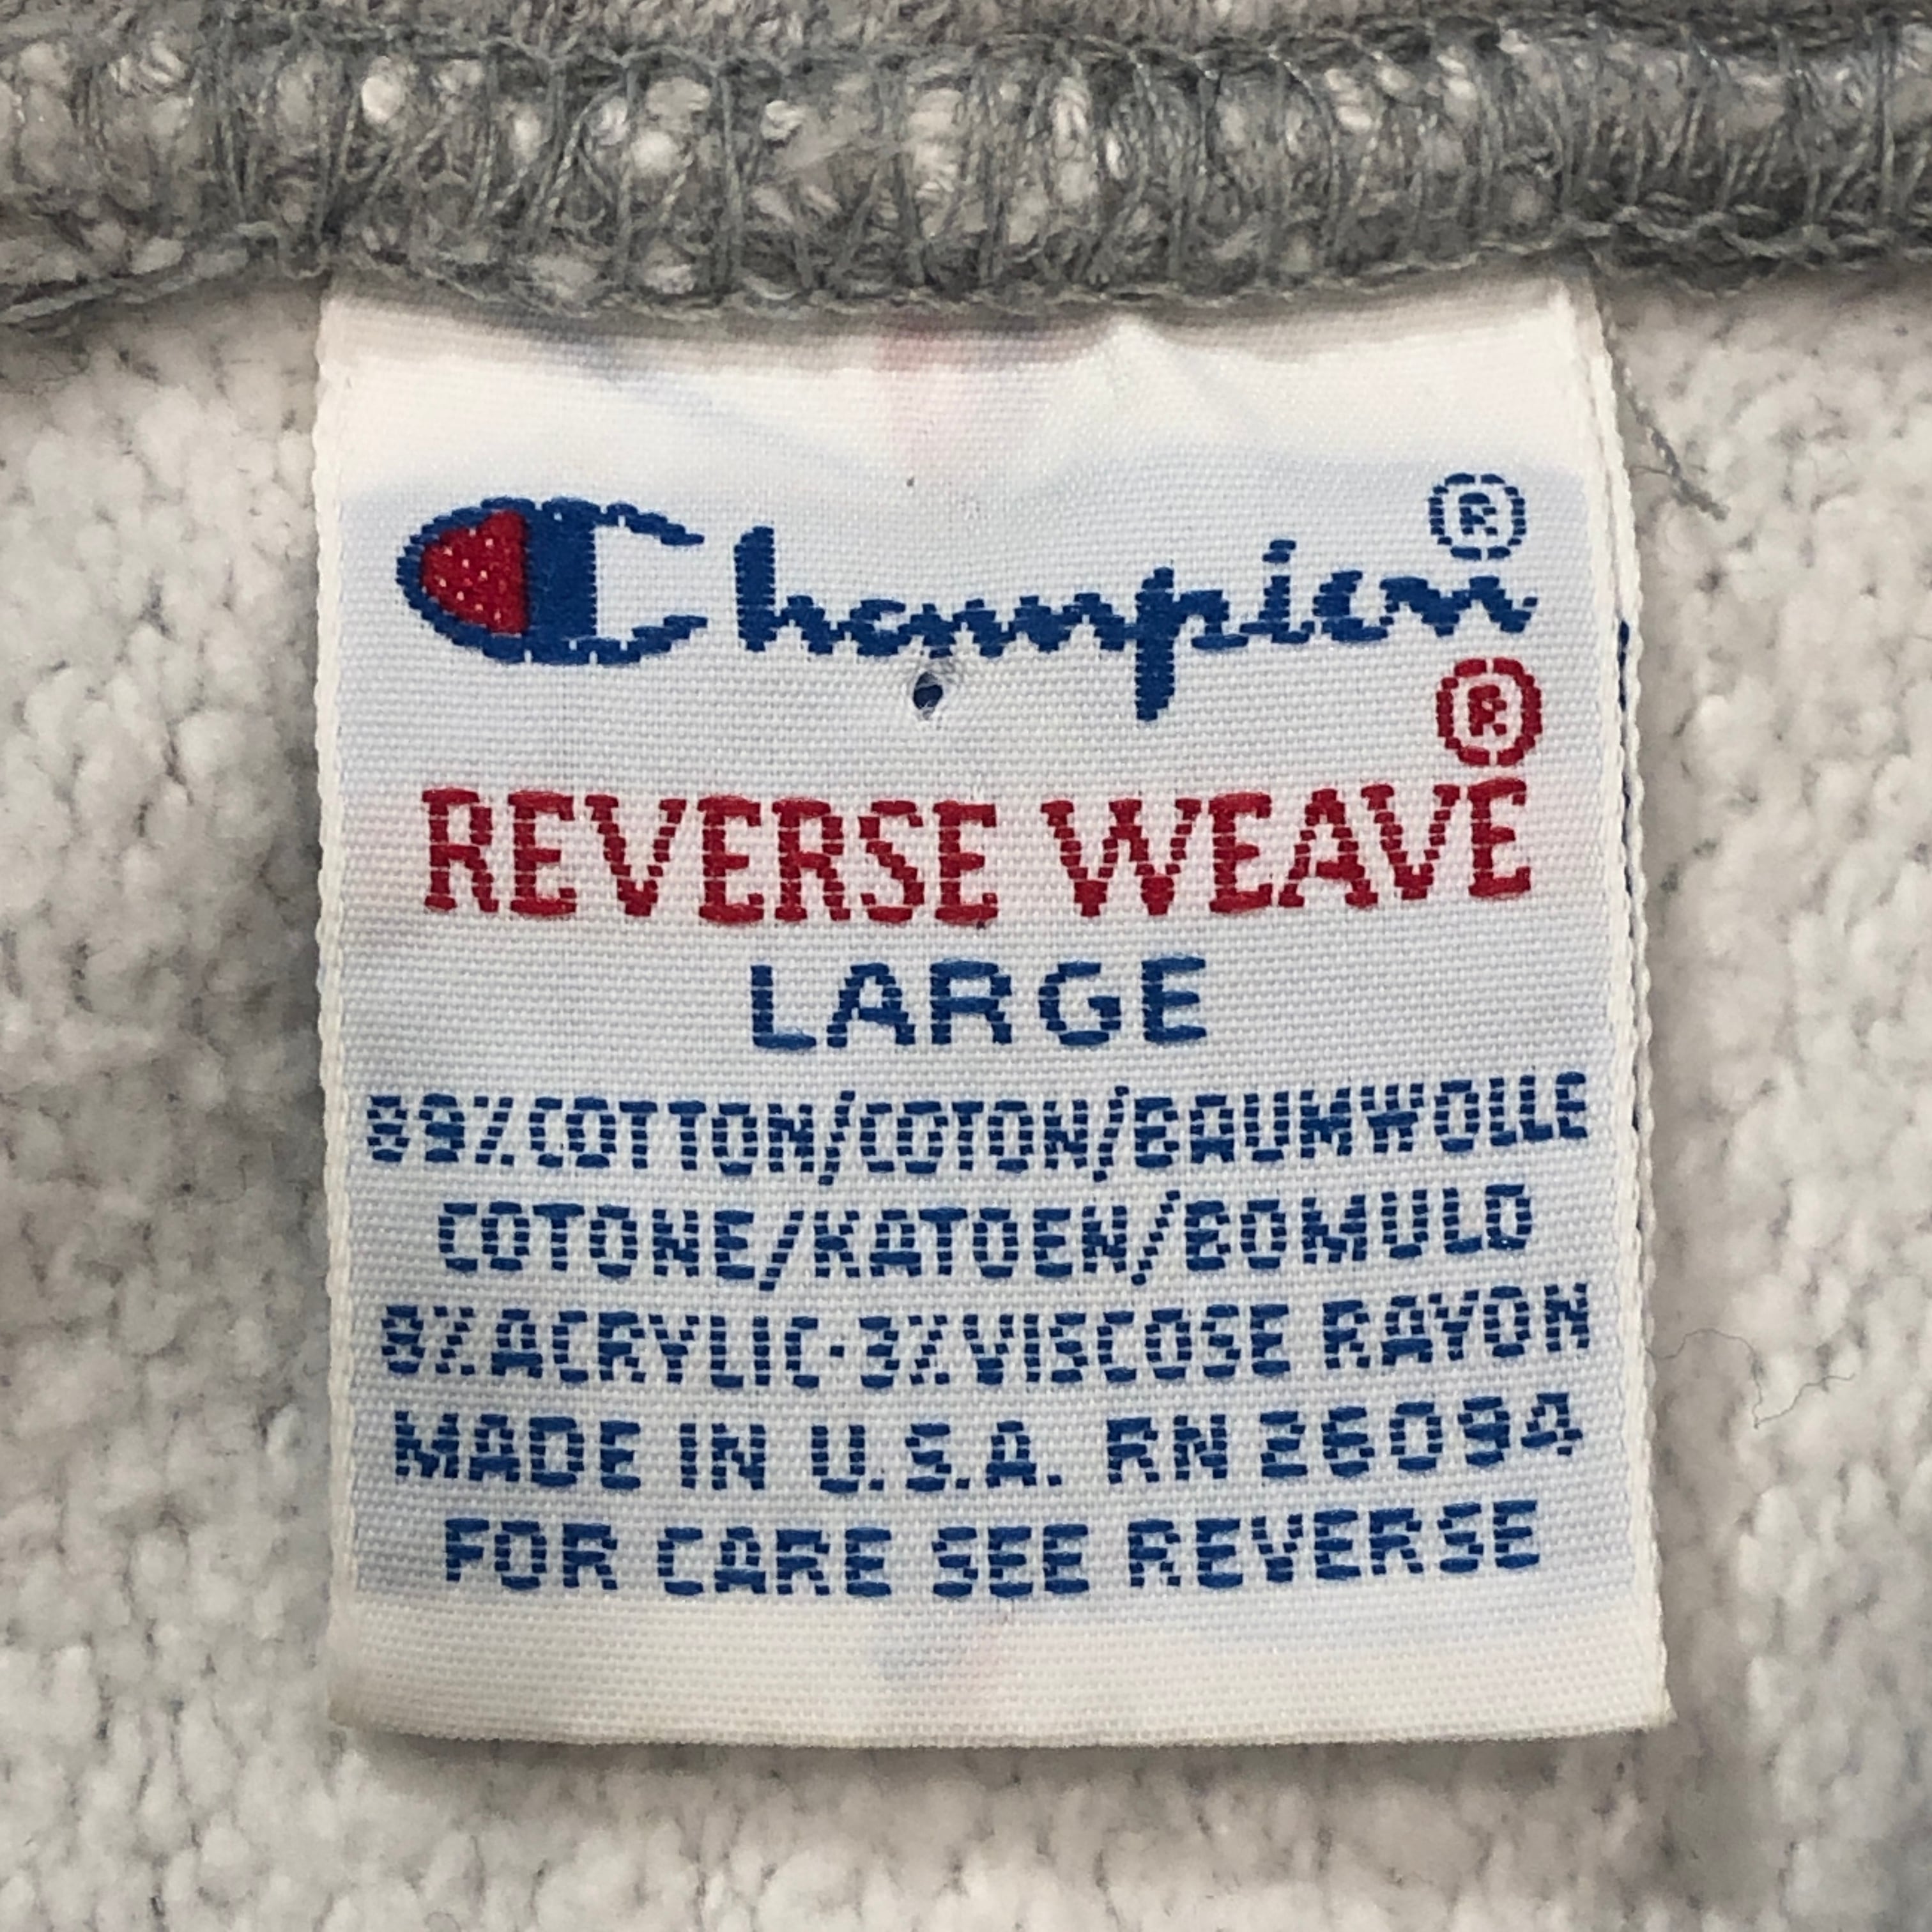 Champion®
®
REVERSE WEAVE
LARGE
89%COTTON/COTON/BAUMWOLLE
COTONE/KATOEN/BOMULD
8%ACRYLIC-3%VISCOSE RAYON
MADE IN U.S.A. RN 26094
FOR CARE SEE REVERSE